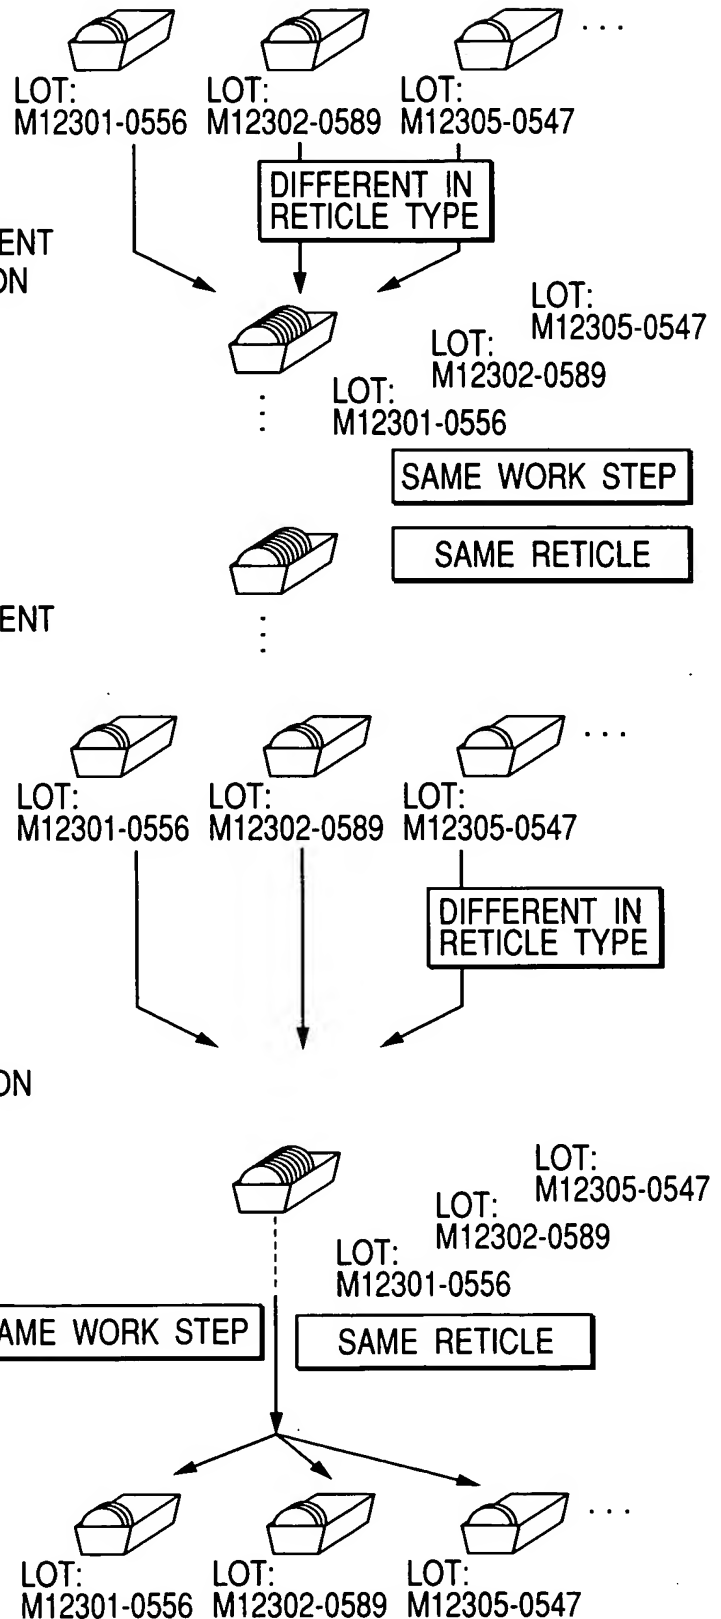 ...
LOT: LOT: LOT:
M12301-0556 M12302-0589 M12305-0547
DIFFERENT IN
RETICLE TYPE
ENT
ON
LOT:
M12305-0547
LOT:
M12302-0589
LOT:
M12301-0556
SAME WORK STEP
SAME RETICLE
ENT
...
LOT: LOT: LOT:
M12301-0556 M12302-0589 M12305-0547
DIFFERENT IN
RETICLE TYPE
ON
LOT:
M12305-0547
LOT:
M12302-0589
LOT:
M12301-0556
AME WORK STEP
SAME RETICLE
...
LOT: LOT: LOT:
M12301-0556 M12302-0589 M12305-0547